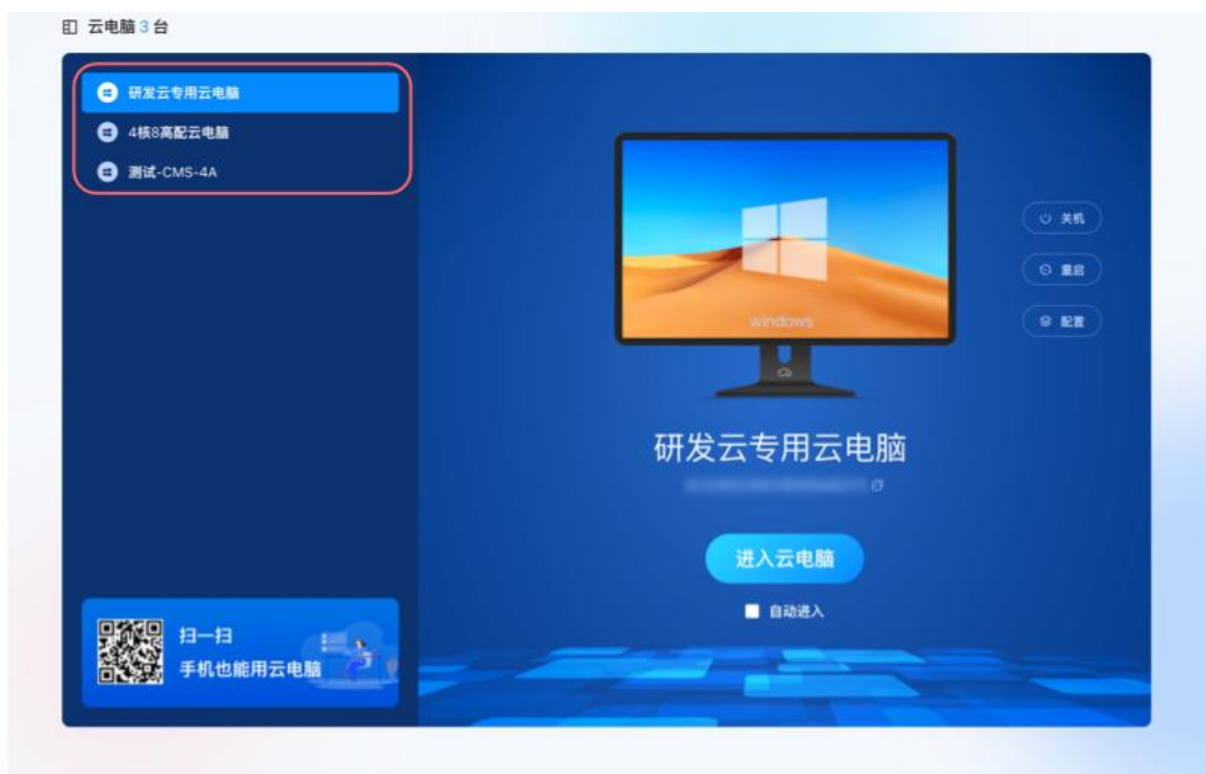 云电脑 3 台
研发云专用云电脑
4核8高配云电脑
测试-CMS-4A
关机
重启
配置
windows
研发云专用云电脑
进入云电脑
自动进入
扫一扫
手机也能用云电脑